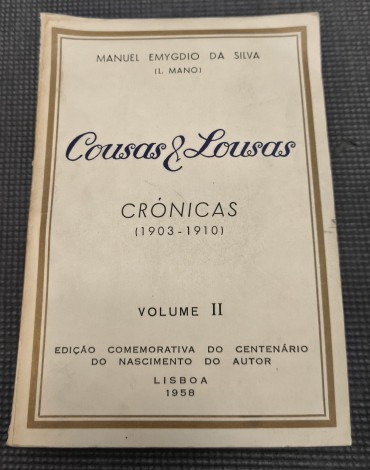 MANUEL EMYGDIO DA SILVA
(L. MANO)
Cousas & Lousas
CRÓNICAS
(1903-1910)
VOLUME II
EDIÇÃO COMEMORATIVA DO CENTENÁRIO
DO NASCIMENTO DO AUTOR
LISBOA
1958